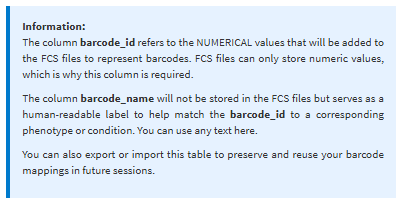 Information:
The column barcode_id refers to the NUMERICAL values that will be added to
the FCS files to represent barcodes. FCS files can only store numeric values,
which is why this column is required.
The column barcode_name will not be stored in the FCS files but serves as a
human-readable label to help match the barcode_id to a corresponding
phenotype or condition. You can use any text here.
You can also export or import this table to preserve and reuse your barcode
mappings in future sessions.